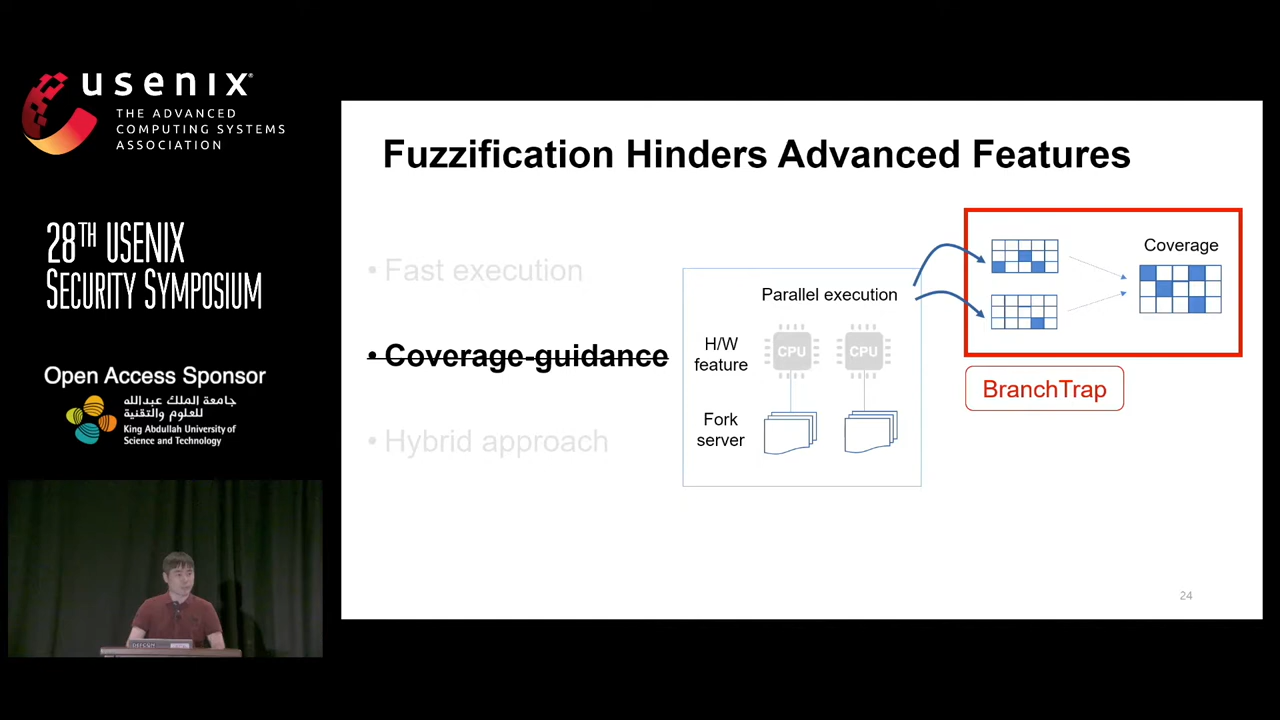 usenix
THE ADVANCED
COMPUTING SYSTEMS
ASSOCIATION
28TH USENIX
SECURITY SYMPOSIUM
Open Access Sponsor
جامعة الملك عبدالله
للعلوم والتقنية
King Abdullah University of
Science and Technology
Fuzzification Hinders Advanced Features
• Fast execution
• Coverage-guidance
• Hybrid approach
Parallel execution
H/W
feature
CPU
CPU
Fork
server
Coverage
BranchTrap
24